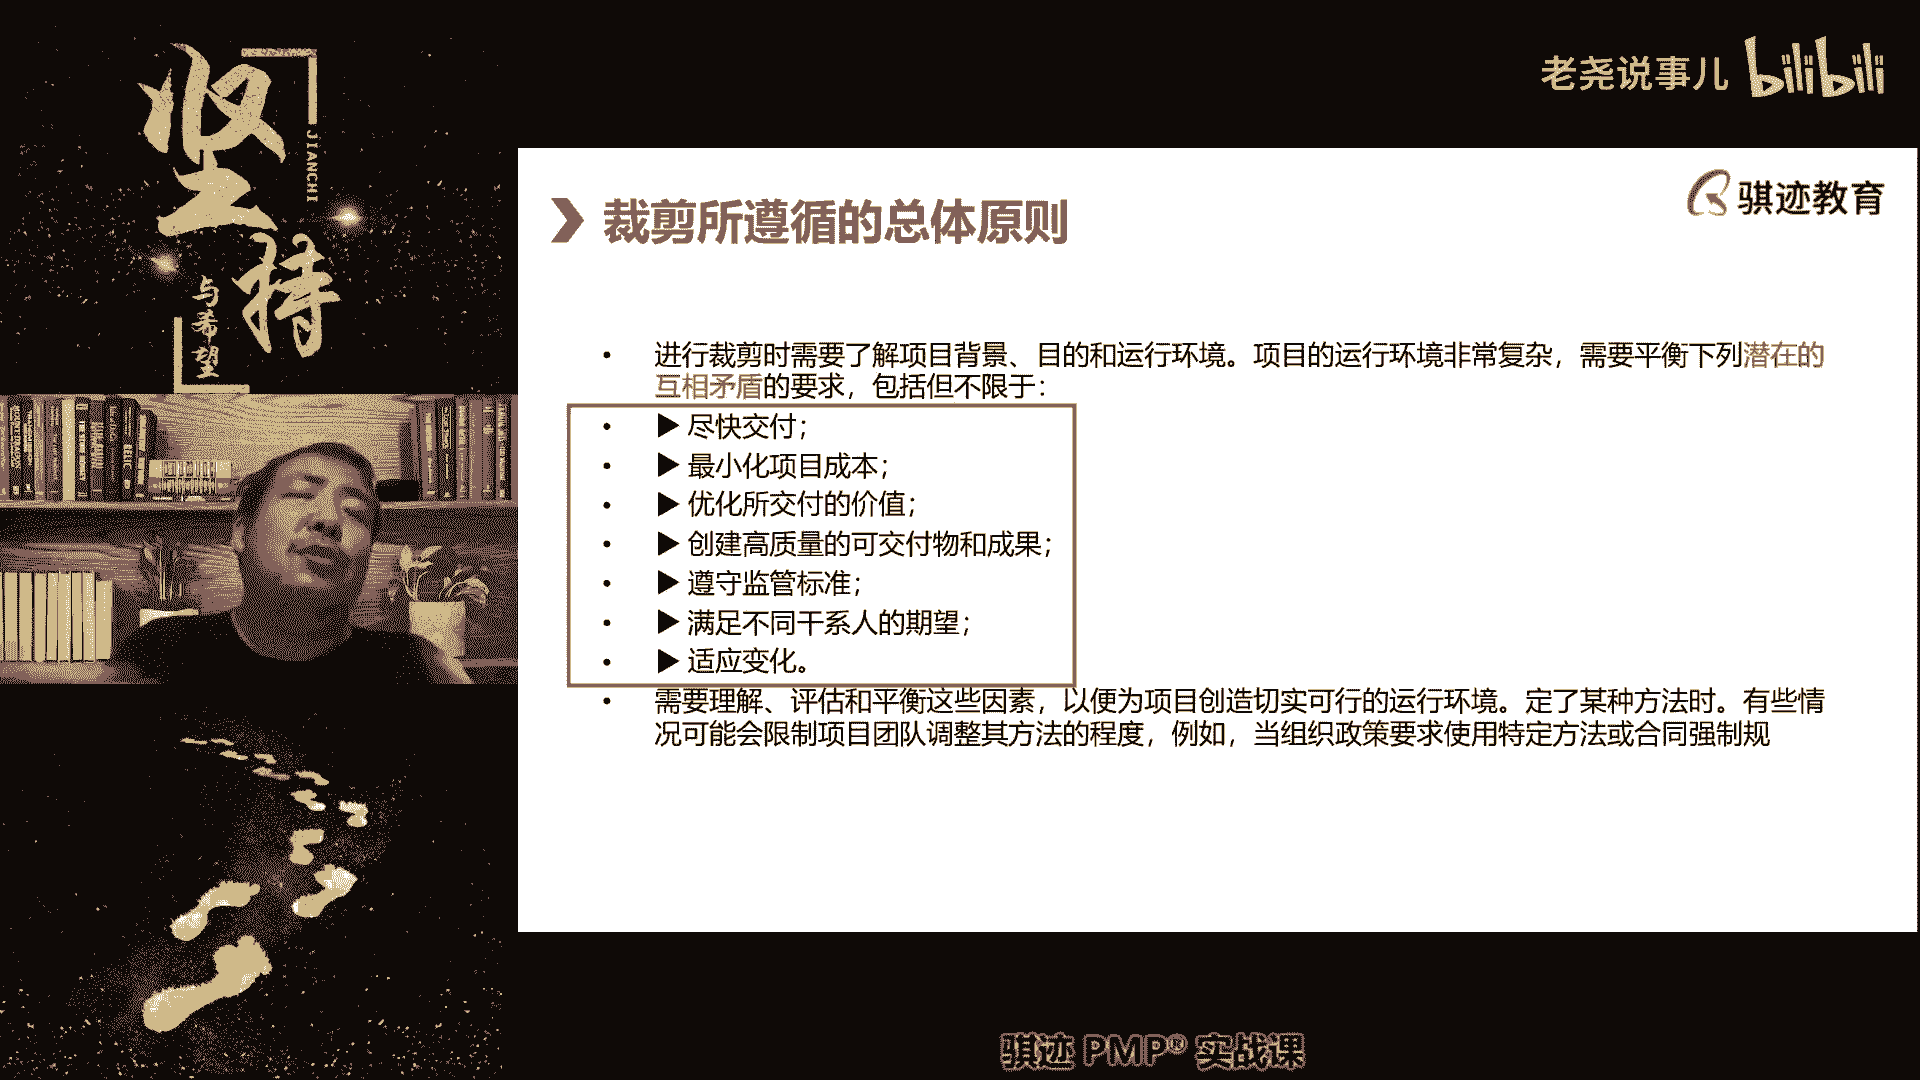 坚持
JIANCHI
与希望
老尧说事儿 bilibili
骐迹教育
裁剪所遵循的总体原则
• 进行裁剪时需要了解项目背景、目的和运行环境。项目的运行环境非常复杂，需要平衡下列潜在的
互相矛盾的要求，包括但不限于：
• ▶ 尽快交付；
• ▶ 最小化项目成本；
• ▶ 优化所交付的价值；
• ▶ 创建高质量的可交付物和成果；
• ▶ 遵守监管标准；
• ▶ 满足不同干系人的期望；
• ▶ 适应变化。
• 需要理解、评估和平衡这些因素，以便为项目创造切实可行的运行环境。定了某种方法时。有些情
况可能会限制项目团队调整其方法的程度，例如，当组织政策要求使用特定方法或合同强制规
骐迹 PMP® 实战课